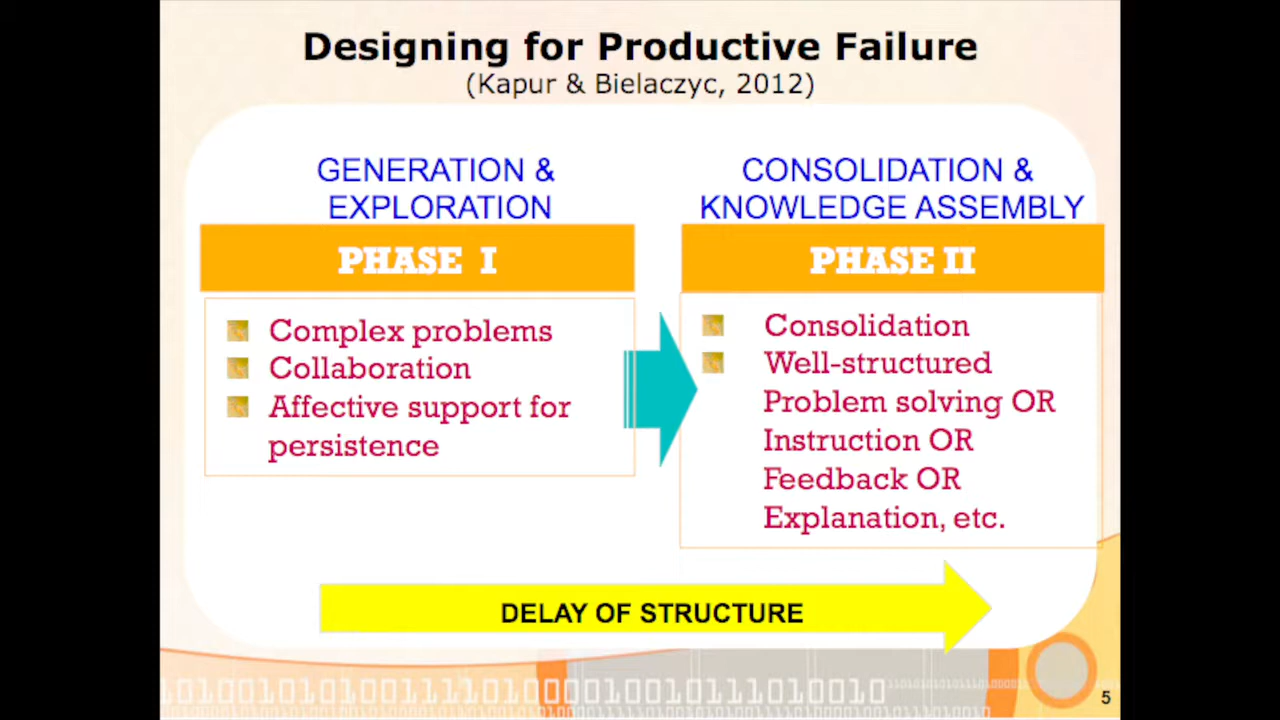 Designing for Productive Failure
(Kapur & Bielaczyc, 2012)
GENERATION &
EXPLORATION
PHASE I
Complex problems
Collaboration
Affective support for
persistence
CONSOLIDATION &
KNOWLEDGE ASSEMBLY
PHASE II
Consolidation
Well-structured
Problem solving OR
Instruction OR
Feedback OR
Explanation, etc.
DELAY OF STRUCTURE
5